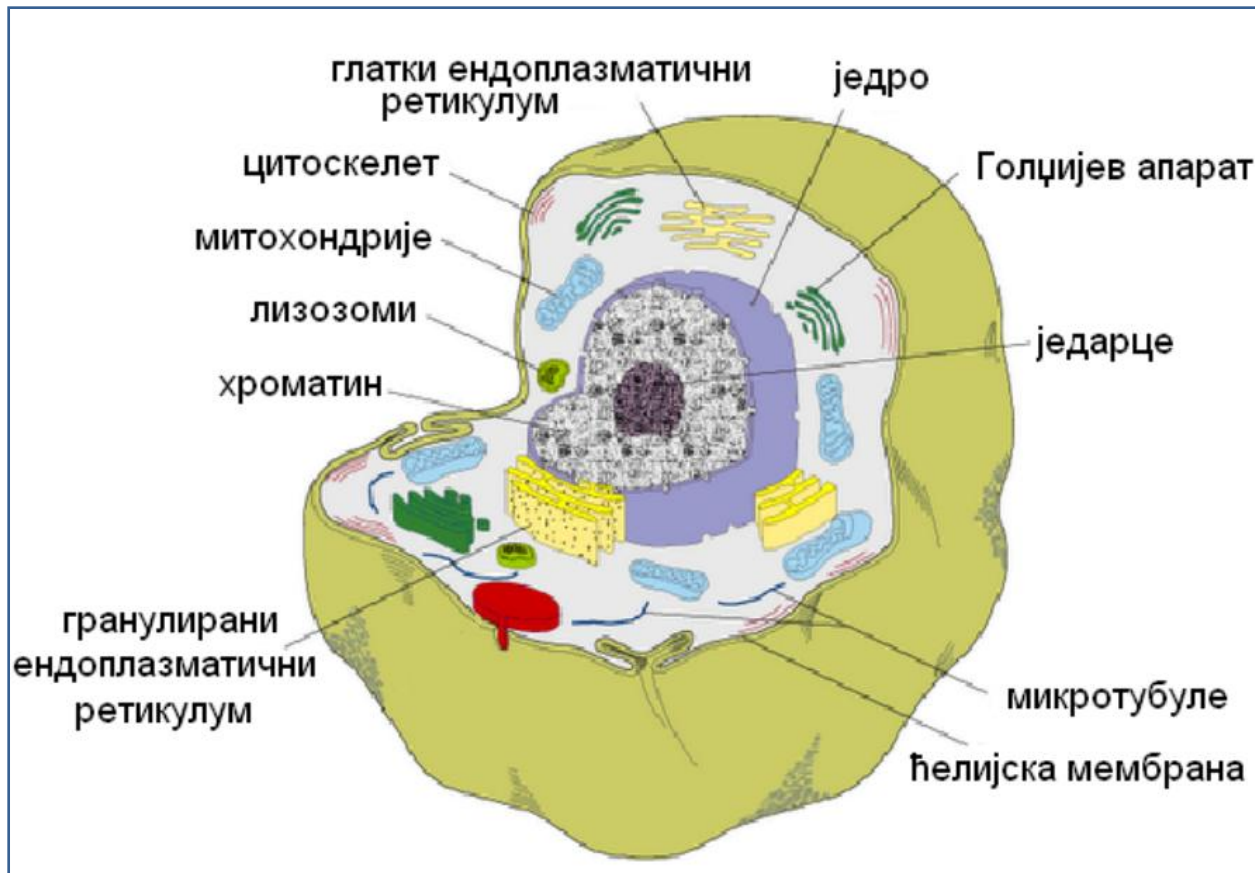 глатки ендоплазматични
ретикулум
једро
цитоскелет
Голџијев апарат
митохондрије
лизозоми
једарце
хроматин
гранулирани
ендоплазматични
ретикулум
микротубуле
ћелијска мембрана